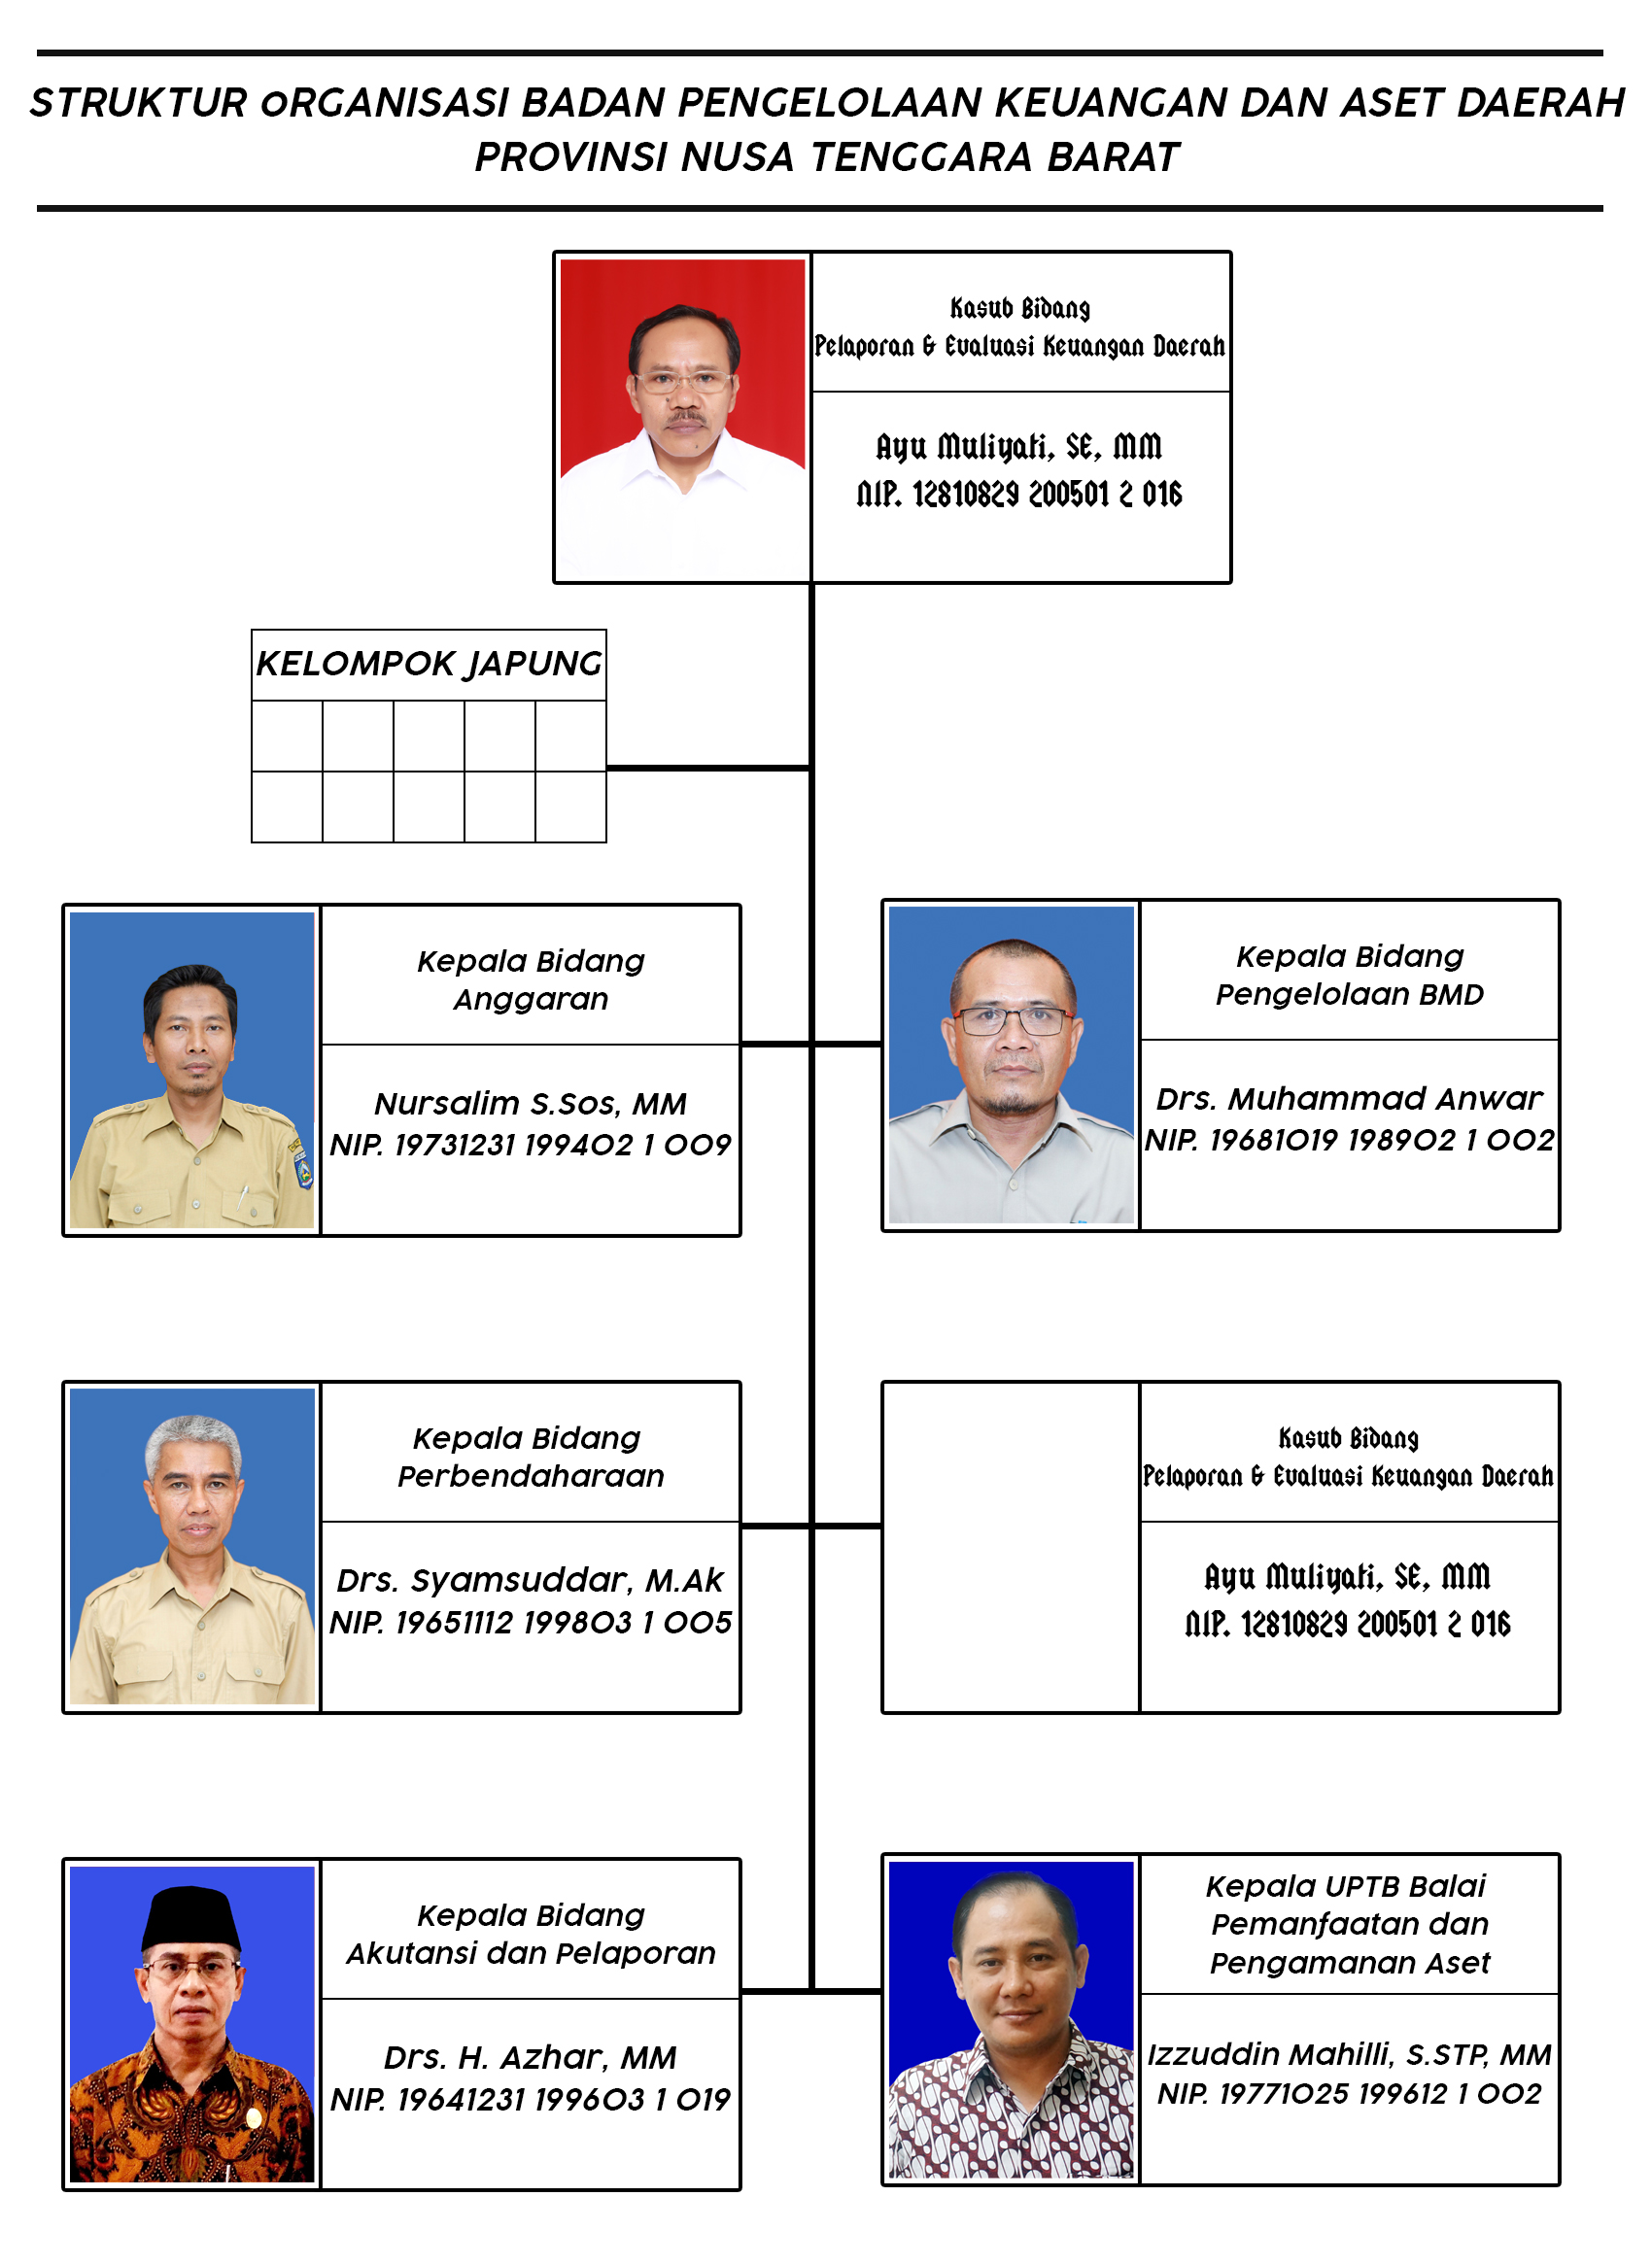 STRUKTUR oRGANISASI BADAN PENGELOLAAN KEUANGAN DAN ASET DAERAH
PROVINSI NUSA TENGGARA BARAT
Kasub Bidang
Pelaporan & Evaluasi Keuangan Daerah
Ayu Muliyati, SE, MM
NIP. 12810829 200501 2 016
KELOMPOK JAPUNG
Kepala Bidang
Anggaran
Nursalim S.Sos, MM
NIP. 19731231 199402 1 009
Kepala Bidang
Pengelolaan BMD
Drs. Muhammad Anwar
NIP. 19681019 198902 1 002
Kepala Bidang
Perbendaharaan
Drs. Syamsuddar, M.Ak
NIP. 19651112 199803 1 005
Kasub Bidang
Pelaporan & Evaluasi Keuangan Daerah
Ayu Muliyati, SE, MM
NIP. 12810829 200501 2 016
Kepala Bidang
Akutansi dan Pelaporan
Drs. H. Azhar, MM
NIP. 19641231 199603 1 019
Kepala UPTB Balai
Pemanfaatan dan
Pengamanan Aset
Izzuddin Mahilli, S.STP, MM
NIP. 19771025 199612 1 002